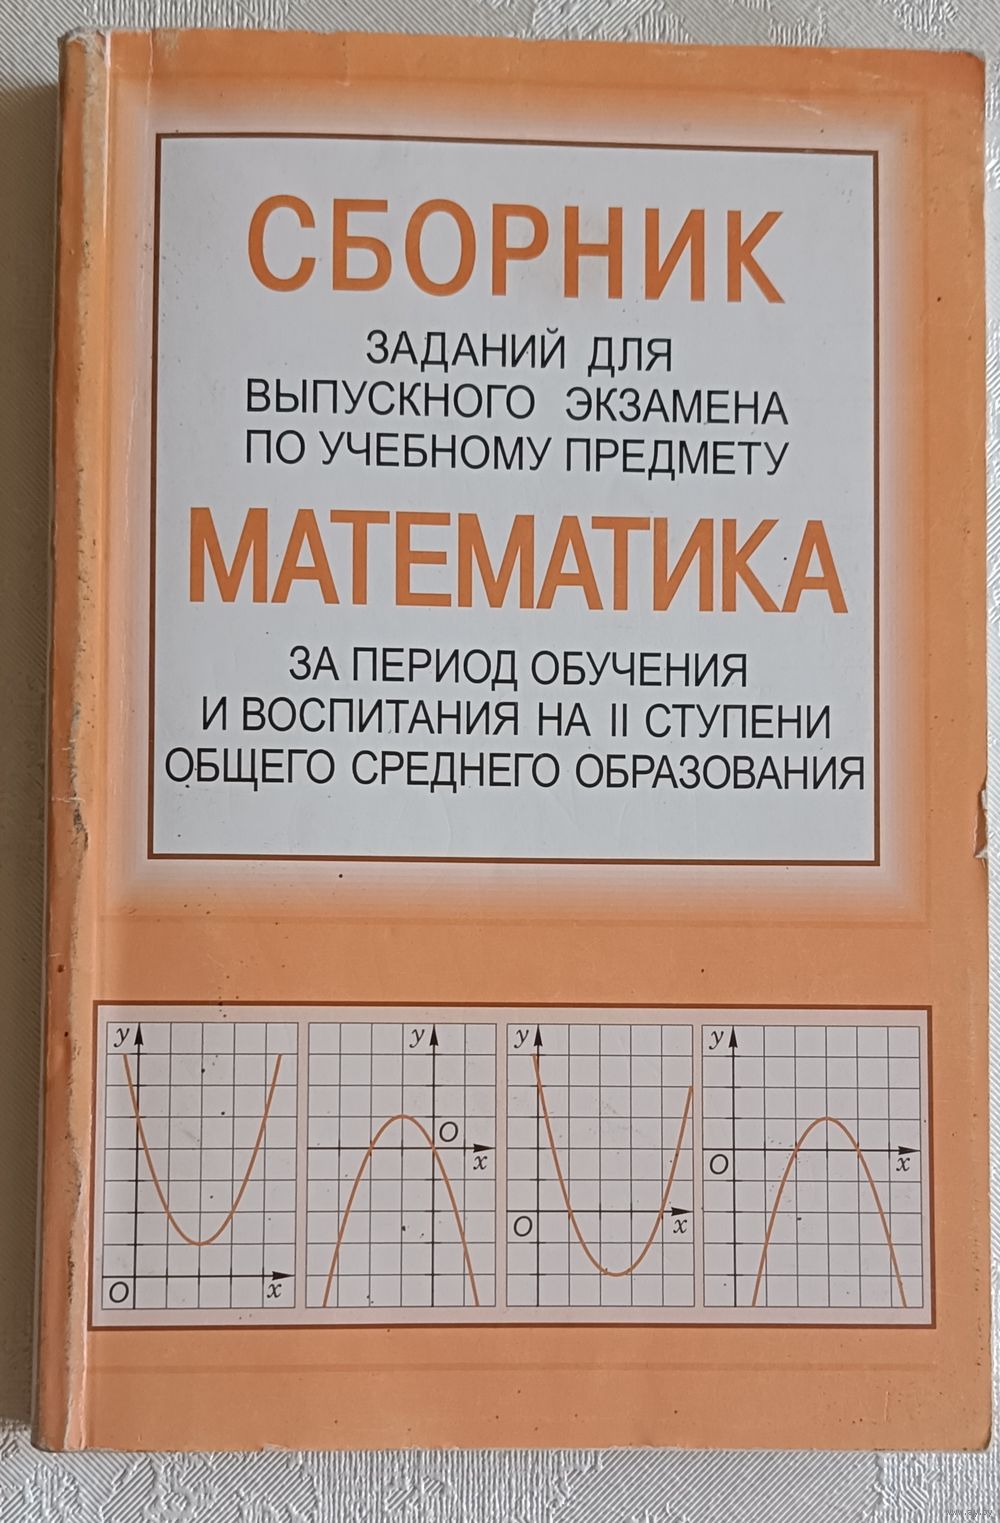 СБОРНИК
ЗАДАНИЙ ДЛЯ
ВЫПУСКНОГО ЭКЗАМЕНА
ПО УЧЕБНОМУ ПРЕДМЕТУ
МАТЕМАТИКА
ЗА ПЕРИОД ОБУЧЕНИЯ
И ВОСПИТАНИЯ НА II СТУПЕНИ
ОБЩЕГО СРЕДНЕГО ОБРАЗОВАНИЯ
y y y y
O x O x O x O x